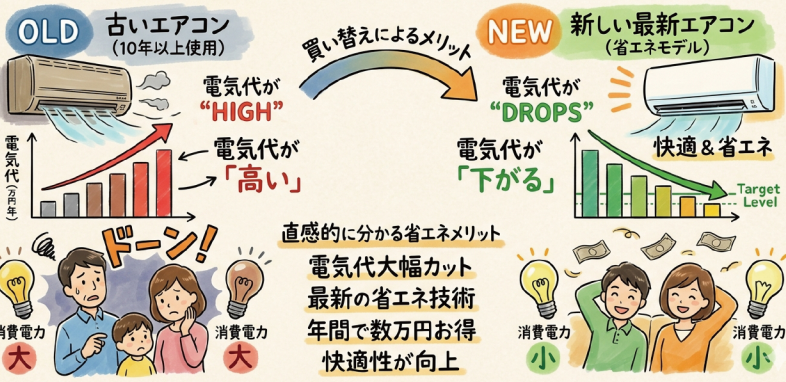 OLD
古いエアコン
(10年以上使用)
買い替えによるメリット
NEW
新しい最新エアコン
(省エネモデル)
電気代が
“HIGH”
電気代が
「高い」
電気代(万円/年)
電気代が
“DROPS”
電気代が
「下がる」
快適&省エネ
Target
Level
ドーン!
消費電力
大
消費電力
大
直感的に分かる省エネメリット
電気代大幅カット
最新の省エネ技術
年間で数万円お得
快適性が向上
消費電力
小
消費電力
小